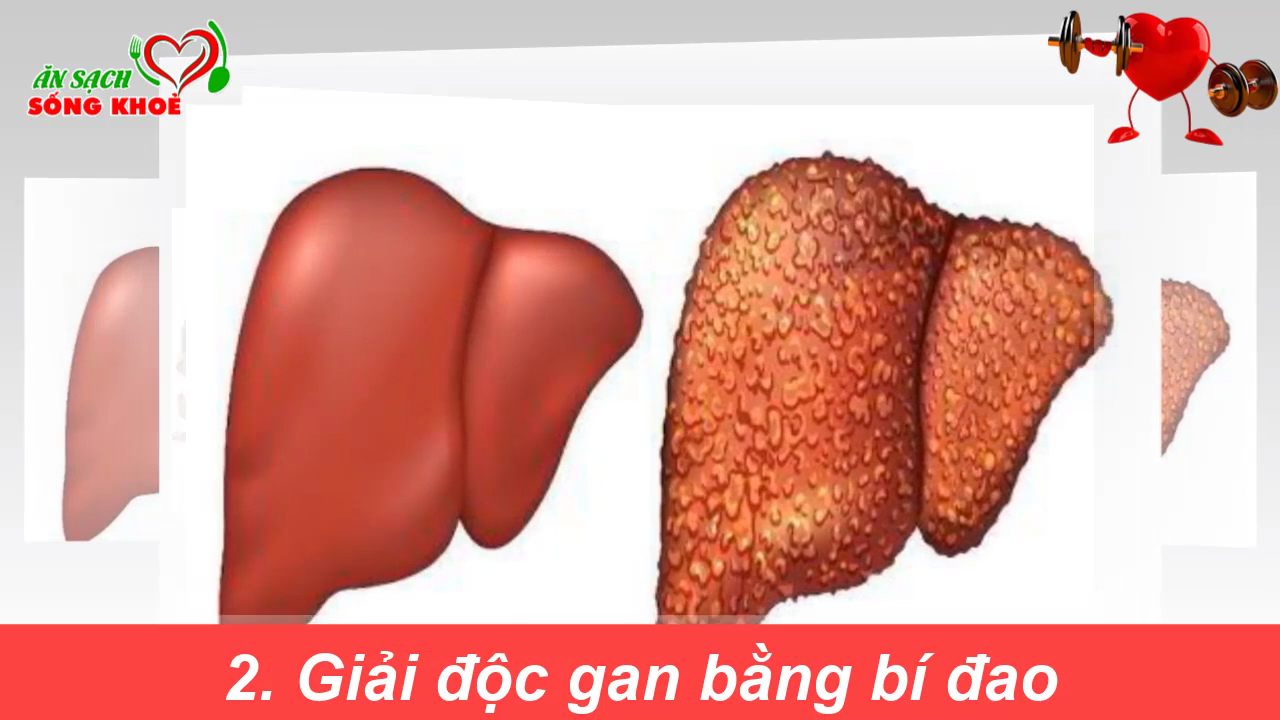 ĂN SẠCH
SỐNG KHOẺ
2. Giải độc gan bằng bí đao